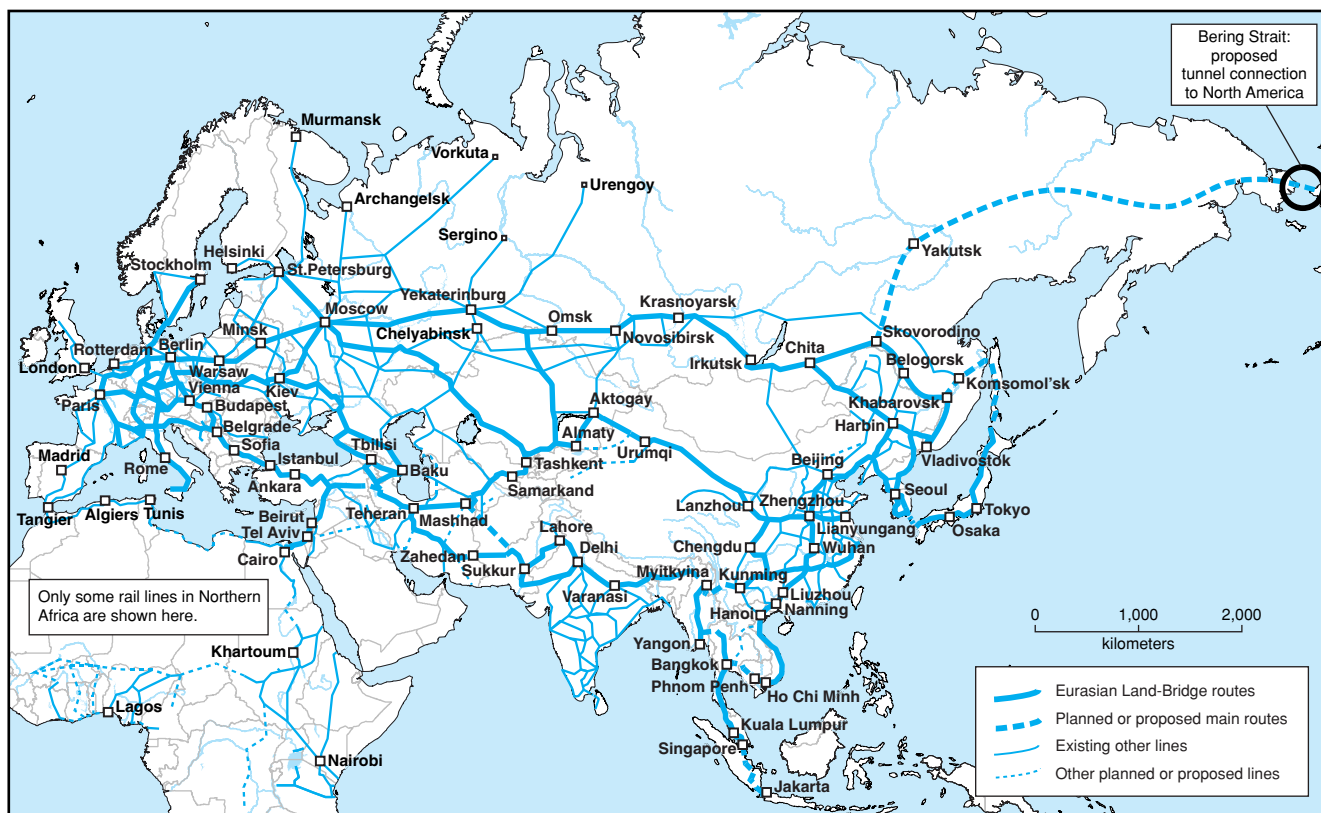 Bering Strait:
proposed
tunnel connection
to North America
Murmansk
Vorkuta
Urengoy
Archangelsk
Sergino
Yakutsk
Helsinki
Stockholm
St.Petersburg
Yekaterinburg
Krasnoyarsk
Moscow
Omsk
Skovorodino
Minsk
Chelyabinsk
Novosibirsk
Berlin
Chita
Rotterdam
Belogorsk
London
Warsaw
Irkutsk
Komsomol'sk
Vienna
Kiev
Paris
Budapest
Aktogay
Khabarovsk
Belgrade
Harbin
Almaty
Sofia
Tbilisi
Urumqi
Madrid
Rome
Istanbul
Baku
Tashkent
Beijing
Vladivostok
Ankara
Samarkand
Seoul
Tangier
Algiers
Tunis
Beirut
Teheran
Mashhad
Lanzhou
Zhengzhou
Tokyo
Lianyungang
Osaka
Tel Aviv
Lahore
Cairo
Zahedan
Delhi
Chengdu
Wuhan
Sukkur
Myitkyina
Kunming
Only some rail lines in Northern
Africa are shown here.
Varanasi
Liuzhou
Hanoi
Nanning
0
1,000
2,000
kilometers
Khartoum
Yangon
Bangkok
Phnom Penh
Ho Chi Minh
Lagos
Kuala Lumpur
Singapore
Nairobi
Jakarta
Eurasian Land-Bridge routes
Planned or proposed main routes
Existing other lines
Other planned or proposed lines